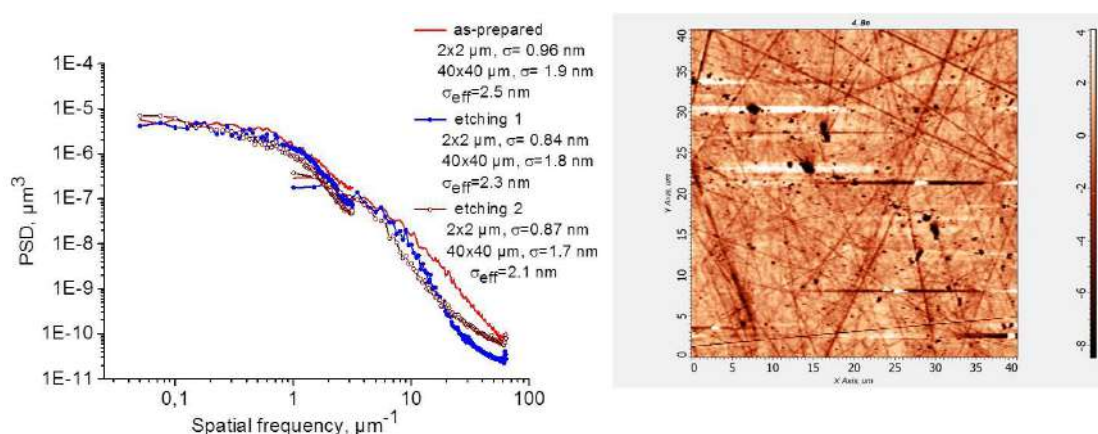 as-prepared
2x2 µm, σ= 0.96 nm
40x40 µm, σ= 1.9 nm
σeff=2.5 nm
etching 1
2x2 µm, σ= 0.84 nm
40x40 µm, σ=1.8 nm
σeff=2.3 nm
etching 2
2x2 µm, σ=0.87 nm
40x40 µm, σ=1.7 nm
σeff=2.1 nm
PSD, µm³
1E-4
1E-5
1E-6
1E-7
1E-8
1E-9
1E-10
1E-11
0,1 1 10 100
Spatial frequency, µm⁻¹
4. Be
Y Axis, um
40
35
30
25
20
15
10
5
0
0 5 10 15 20 25 30 35 40
X Axis, um
4
2
0
-2
-4
-6
-8